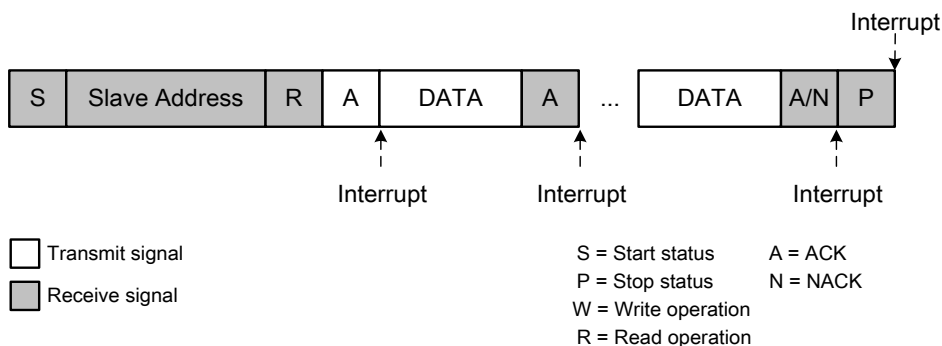 Interrupt
S Slave Address R A DATA A ... DATA A/N P
Interrupt Interrupt Interrupt
Transmit signal
Receive signal
S = Start status A = ACK
P = Stop status N = NACK
W = Write operation
R = Read operation